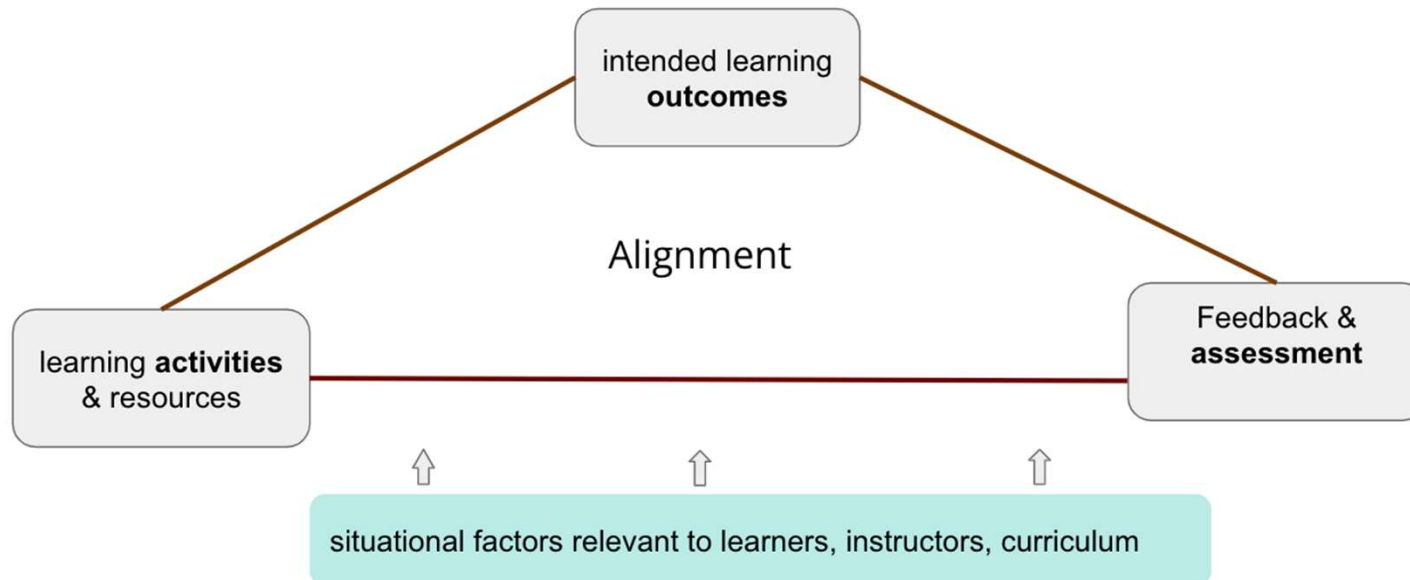 intended learning
outcomes
Alignment
learning activities
& resources
Feedback &
assessment
situational factors relevant to learners, instructors, curriculum